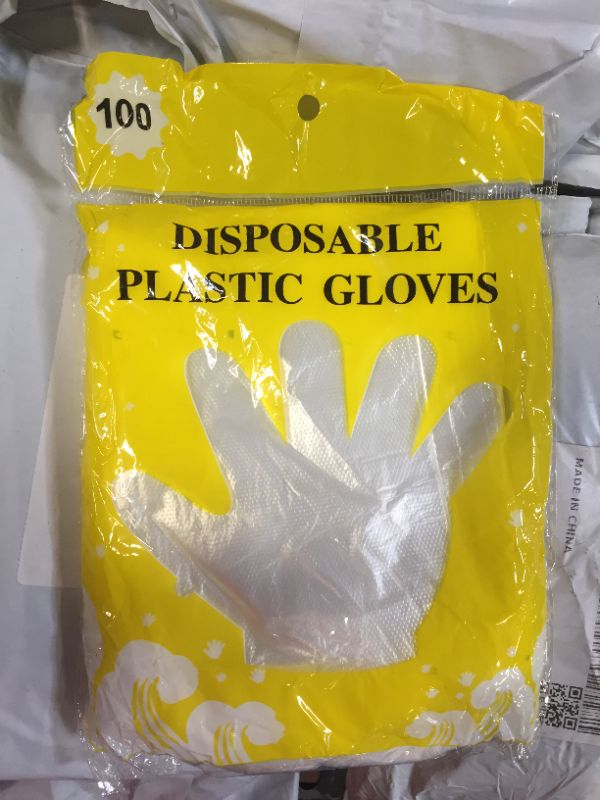 100
DISPOSABLE
PLASTIC GLOVES
MADE IN CHINA